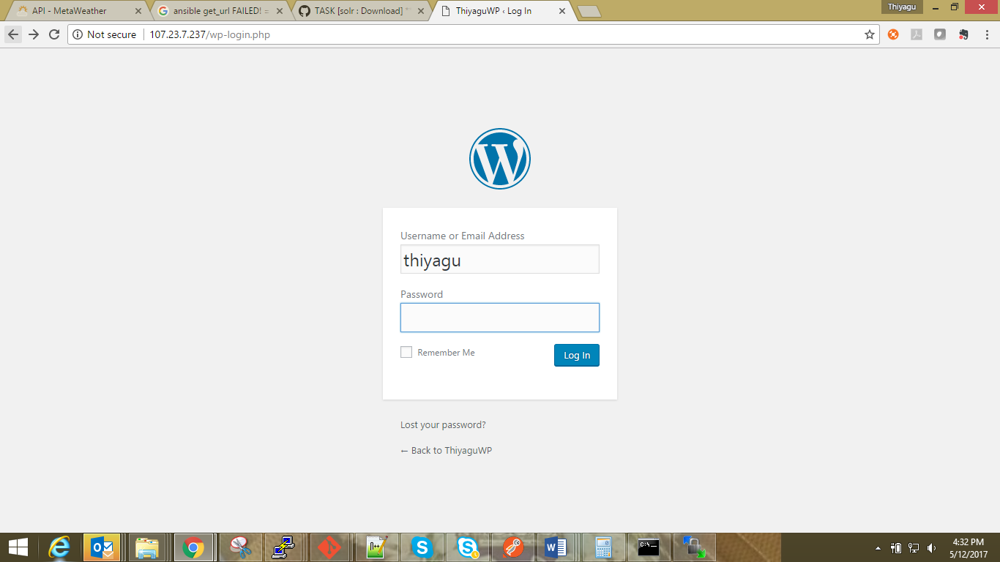 API - MetaWeather
ansible get_url FAILED! =
TASK [solr : Download] *
ThiyaguWP ‹ Log In
Thiyagu
Not secure
107.23.7.237/wp-login.php
Username or Email Address
thiyagu
Password
Remember Me
Log In
Lost your password?
← Back to ThiyaguWP
4:32 PM
5/12/2017